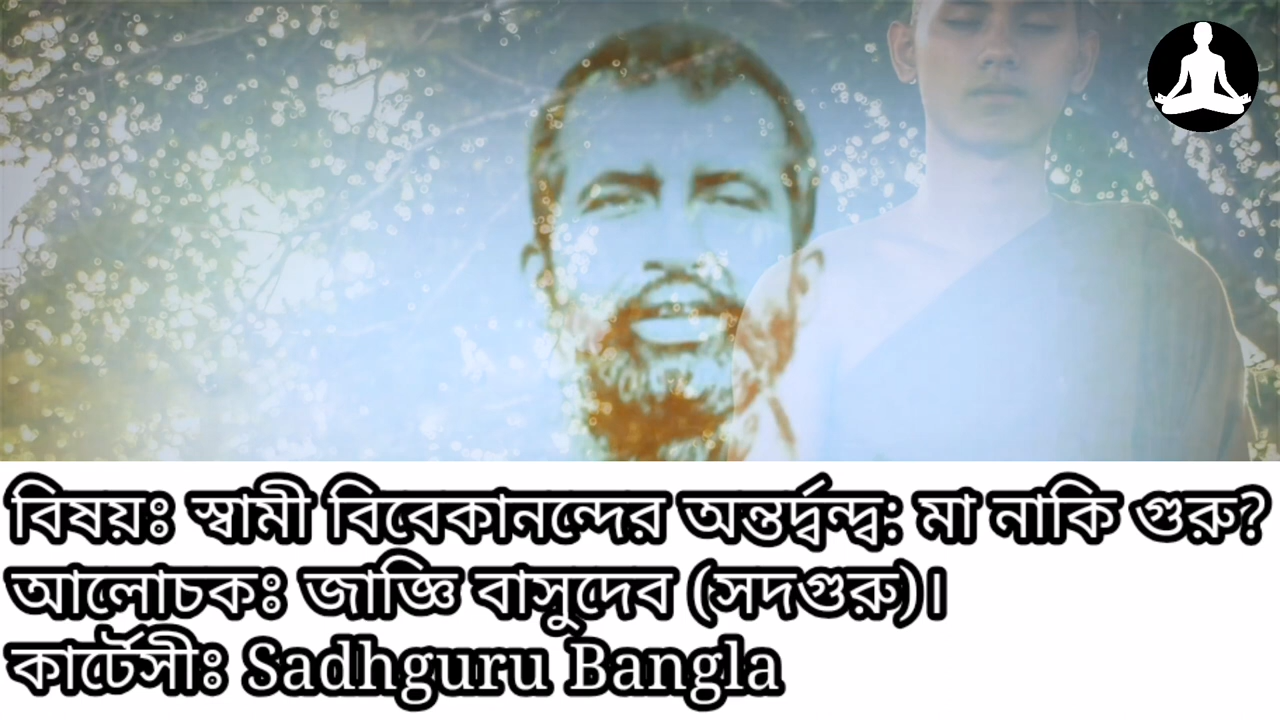 বিষয়ঃ স্বামী বিবেকানন্দের অন্তর্দ্বন্দ্ব: মা নাকি গুরু?
আলোচকঃ জাজ্ঞি বাসুদেব (সদগুরু)।
কার্টেসীঃ Sadhguru Bangla